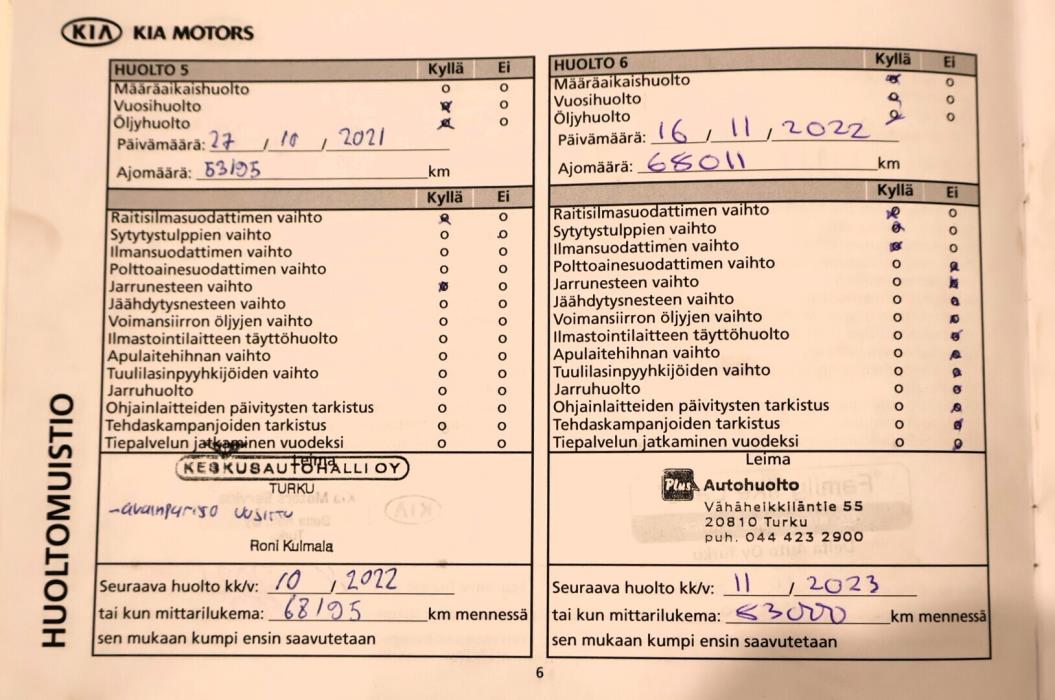 KIA KIA MOTORS
HUOLTOMUISTIO
HUOLTO 5 Kyllä Ei
Määräaikaishuolto o o
Vuosihuolto x o
Öljyhuolto x o
Päivämäärä: 27 / 10 / 2021
Ajomäärä: 53195 km
Kyllä Ei
Raitisilmasuodattimen vaihto x o
Sytytystulppien vaihto o o
Ilmansuodattimen vaihto o o
Polttoainesuodattimen vaihto o o
Jarrunesteen vaihto x o
Jäähdytysnesteen vaihto o o
Voimansiirron öljyjen vaihto o o
Ilmastointilaitteen täyttöhuolto o o
Apulaitehihnan vaihto o o
Tuulilasinpyyhkijöiden vaihto o o
Jarruhuolto o o
Ohjainlaitteiden päivitysten tarkistus o o
Tehdaskampanjoiden tarkistus o o
Tiepalvelun jatkaminen vuodeksi o o
Leima
KESKUSAUTOHALLI OY
TURKU
-avainparisto uusittu
Roni Kulmala
Seuraava huolto kk/v: 10 / 2022
tai kun mittarilukema: 68195 km mennessä
sen mukaan kumpi ensin saavutetaan
HUOLTO 6 Kyllä Ei
Määräaikaishuolto x o
Vuosihuolto o o
Öljyhuolto x o
Päivämäärä: 16 / 11 / 2022
Ajomäärä: 68011 km
Kyllä Ei
Raitisilmasuodattimen vaihto x o
Sytytystulppien vaihto x o
Ilmansuodattimen vaihto x o
Polttoainesuodattimen vaihto o x
Jarrunesteen vaihto o x
Jäähdytysnesteen vaihto o x
Voimansiirron öljyjen vaihto o x
Ilmastointilaitteen täyttöhuolto o x
Apulaitehihnan vaihto o x
Tuulilasinpyyhkijöiden vaihto o x
Jarruhuolto o x
Ohjainlaitteiden päivitysten tarkistus o x
Tehdaskampanjoiden tarkistus o x
Tiepalvelun jatkaminen vuodeksi o x
Leima
Plus Autohuolto
Vähäheikkiläntie 55
20810 Turku
puh. 044 423 2900
Seuraava huolto kk/v: 11 / 2023
tai kun mittarilukema: 83000 km mennessä
sen mukaan kumpi ensin saavutetaan
6